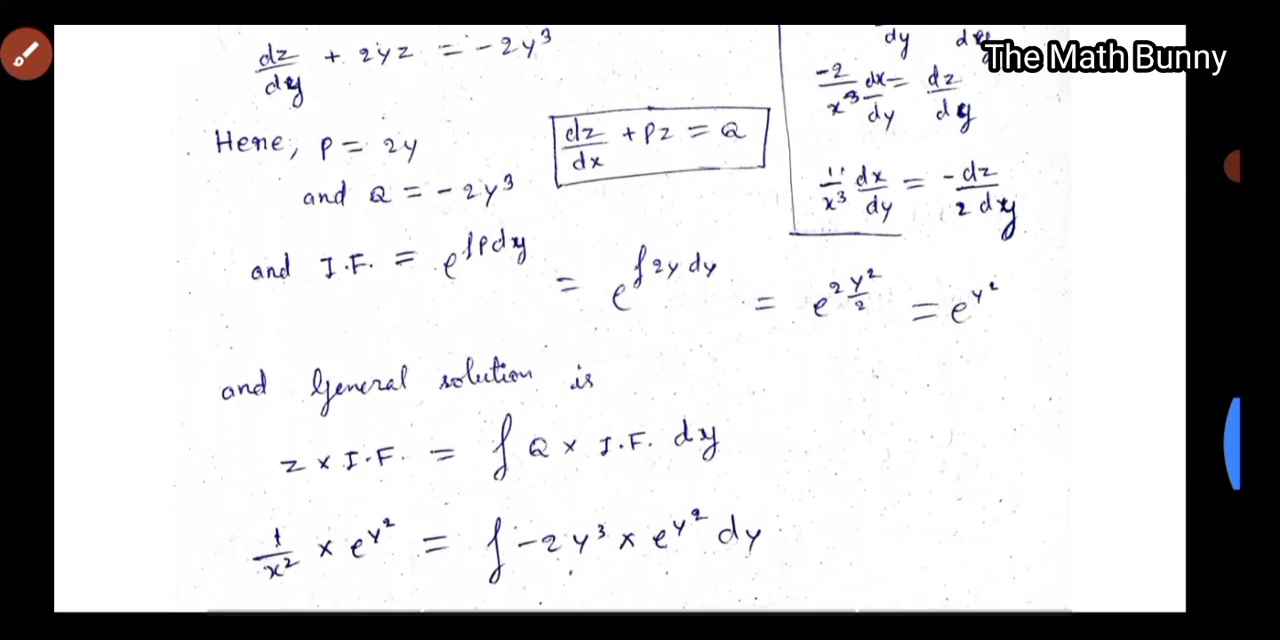 The Math Bunny
dz/dy + 2yz = -2y³
dy
-2/x³ dx/dy = dz/dy
Here, P = 2y
dz/dx + Pz = Q
and Q = -2y³
1/x³ dx/dy = -dz/2dy
and I.F. = e^∫Pdy = e^∫2y dy = e^2 y²/2 = e^y²
and General solution is
z × I.F. = ∫ Q × I.F. dy
1/x² × e^y² = ∫ -2y³ × e^y² dy